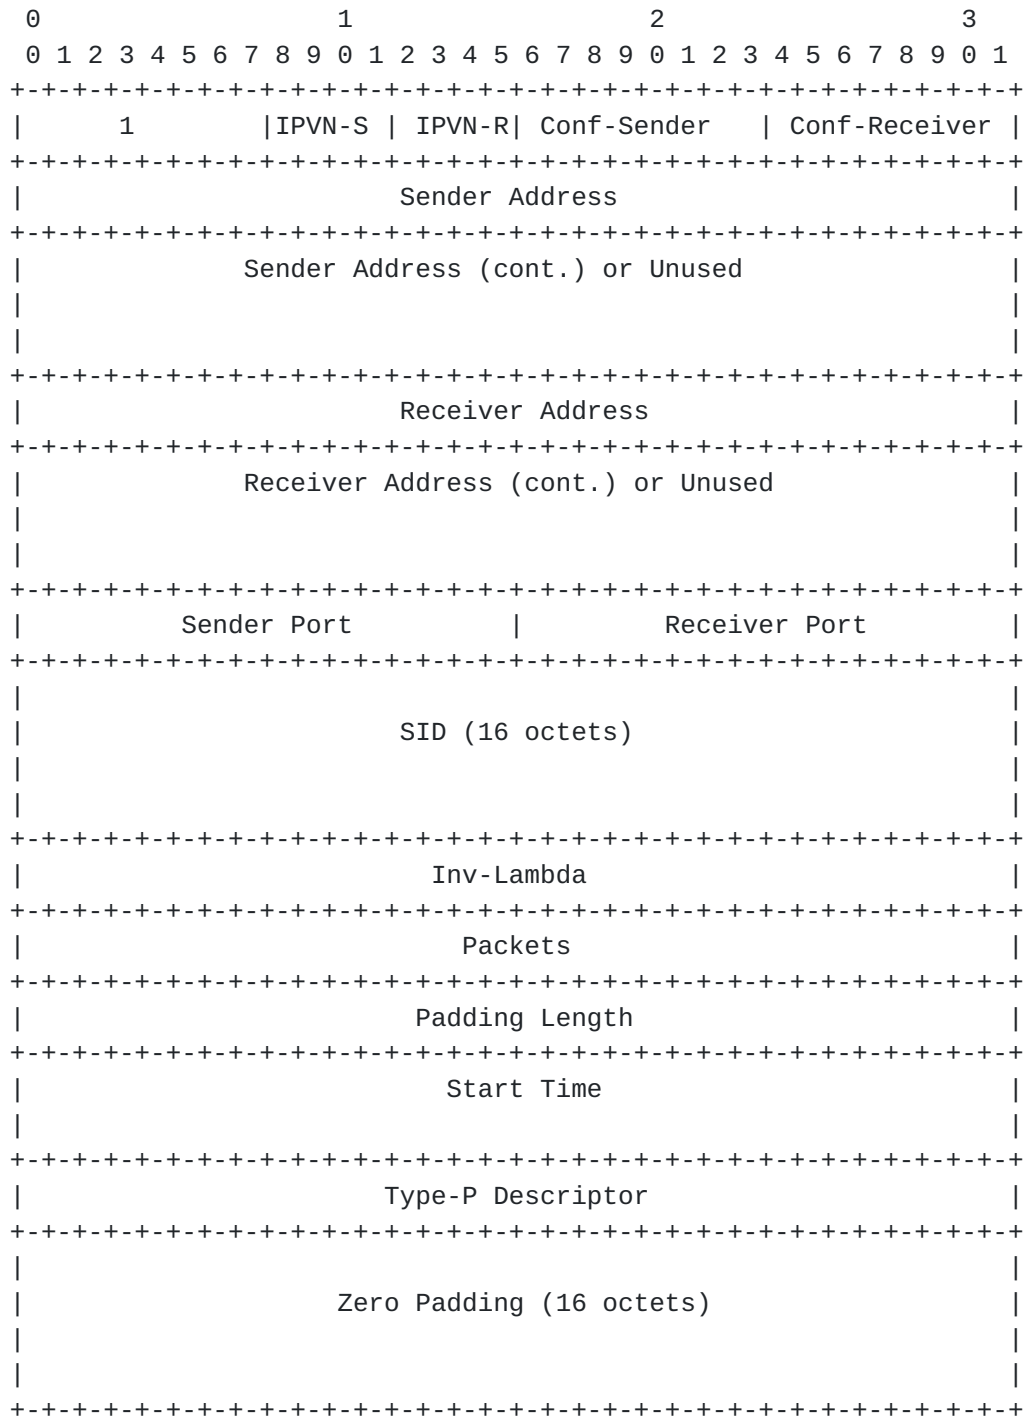 0                   1                   2                   3
 0 1 2 3 4 5 6 7 8 9 0 1 2 3 4 5 6 7 8 9 0 1 2 3 4 5 6 7 8 9 0 1
+-+-+-+-+-+-+-+-+-+-+-+-+-+-+-+-+-+-+-+-+-+-+-+-+-+-+-+-+-+-+-+-+
|      1        |IPVN-S | IPVN-R| Conf-Sender   | Conf-Receiver |
+-+-+-+-+-+-+-+-+-+-+-+-+-+-+-+-+-+-+-+-+-+-+-+-+-+-+-+-+-+-+-+-+
|                        Sender Address                         |
+-+-+-+-+-+-+-+-+-+-+-+-+-+-+-+-+-+-+-+-+-+-+-+-+-+-+-+-+-+-+-+-+
|              Sender Address (cont.) or Unused                 |
|                                                               |
|                                                               |
+-+-+-+-+-+-+-+-+-+-+-+-+-+-+-+-+-+-+-+-+-+-+-+-+-+-+-+-+-+-+-+-+
|                        Receiver Address                       |
+-+-+-+-+-+-+-+-+-+-+-+-+-+-+-+-+-+-+-+-+-+-+-+-+-+-+-+-+-+-+-+-+
|              Receiver Address (cont.) or Unused               |
|                                                               |
|                                                               |
+-+-+-+-+-+-+-+-+-+-+-+-+-+-+-+-+-+-+-+-+-+-+-+-+-+-+-+-+-+-+-+-+
|          Sender Port          |         Receiver Port         |
+-+-+-+-+-+-+-+-+-+-+-+-+-+-+-+-+-+-+-+-+-+-+-+-+-+-+-+-+-+-+-+-+
|                                                               |
|                        SID (16 octets)                        |
|                                                               |
|                                                               |
+-+-+-+-+-+-+-+-+-+-+-+-+-+-+-+-+-+-+-+-+-+-+-+-+-+-+-+-+-+-+-+-+
|                          Inv-Lambda                           |
+-+-+-+-+-+-+-+-+-+-+-+-+-+-+-+-+-+-+-+-+-+-+-+-+-+-+-+-+-+-+-+-+
|                            Packets                            |
+-+-+-+-+-+-+-+-+-+-+-+-+-+-+-+-+-+-+-+-+-+-+-+-+-+-+-+-+-+-+-+-+
|                         Padding Length                        |
+-+-+-+-+-+-+-+-+-+-+-+-+-+-+-+-+-+-+-+-+-+-+-+-+-+-+-+-+-+-+-+-+
|                           Start Time                          |
|                                                               |
+-+-+-+-+-+-+-+-+-+-+-+-+-+-+-+-+-+-+-+-+-+-+-+-+-+-+-+-+-+-+-+-+
|                       Type-P Descriptor                       |
+-+-+-+-+-+-+-+-+-+-+-+-+-+-+-+-+-+-+-+-+-+-+-+-+-+-+-+-+-+-+-+-+
|                                                               |
|                    Zero Padding (16 octets)                   |
|                                                               |
|                                                               |
+-+-+-+-+-+-+-+-+-+-+-+-+-+-+-+-+-+-+-+-+-+-+-+-+-+-+-+-+-+-+-+-+